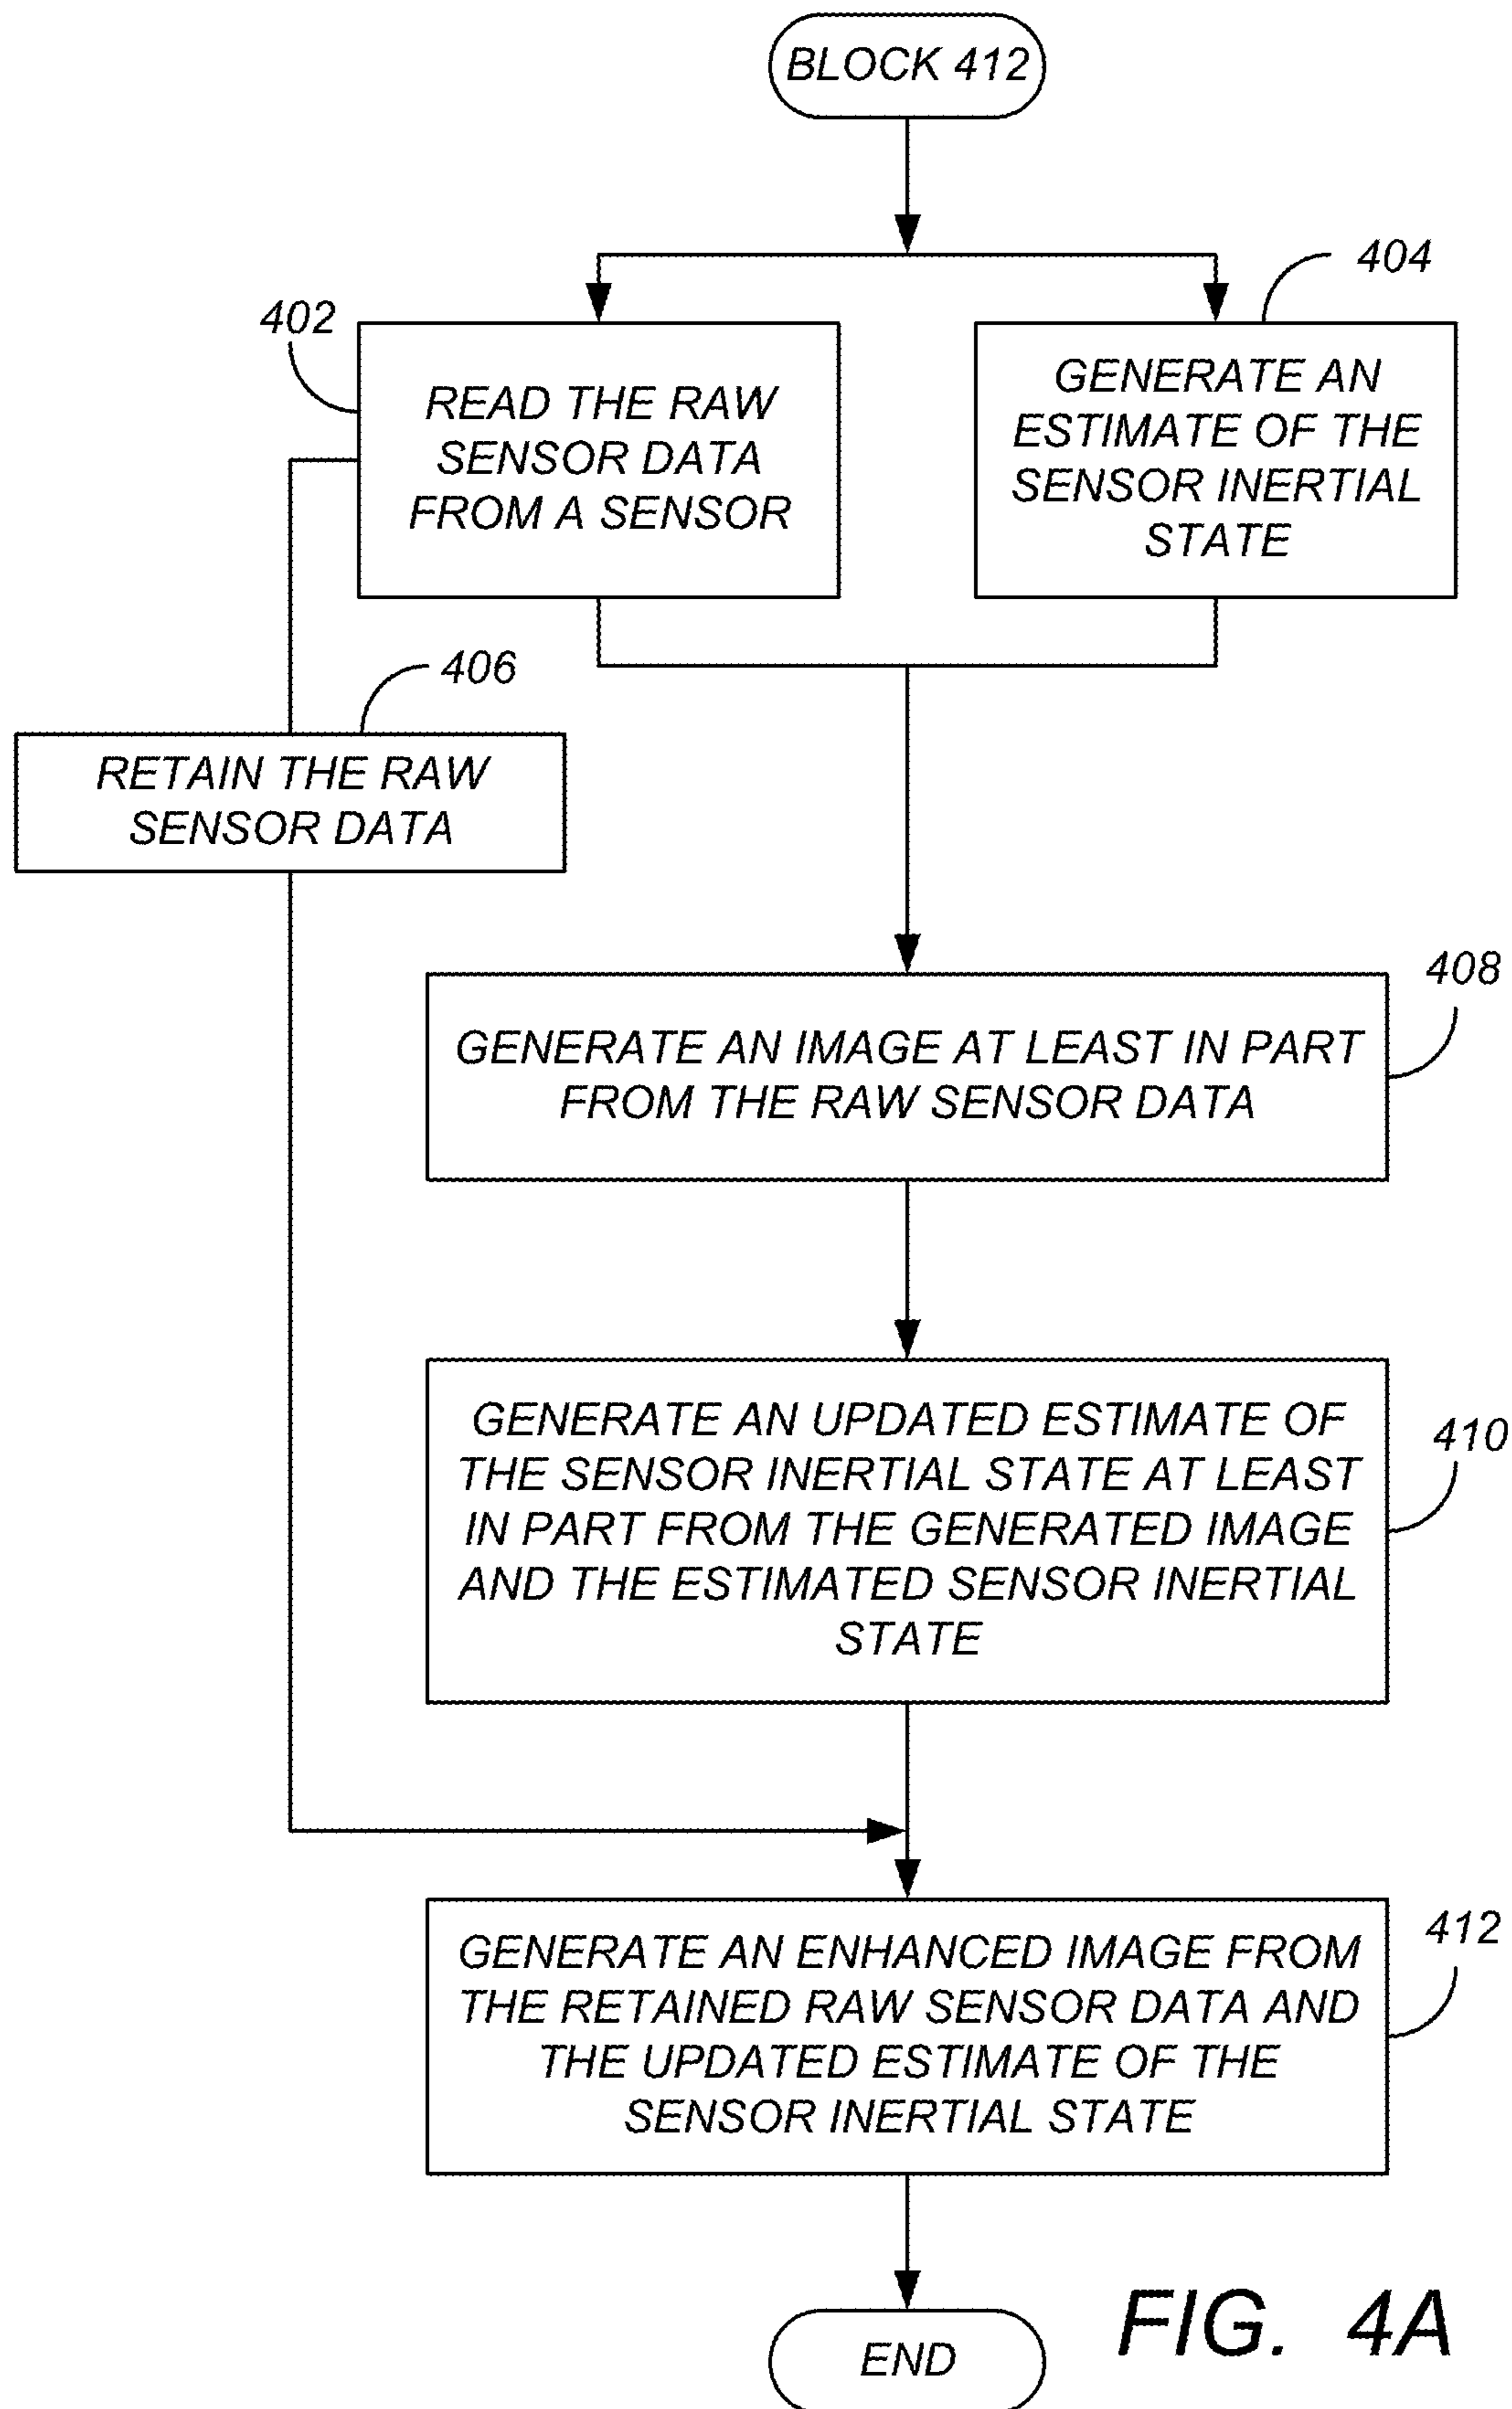 BLOCK 412
404
402
READ THE RAW
SENSOR DATA
FROM A SENSOR
GENERATE AN
ESTIMATE OF THE
SENSOR INERTIAL
STATE
406
RETAIN THE RAW
SENSOR DATA
408
GENERATE AN IMAGE AT LEAST IN PART
FROM THE RAW SENSOR DATA
GENERATE AN UPDATED ESTIMATE OF
THE SENSOR INERTIAL STATE AT LEAST
IN PART FROM THE GENERATED IMAGE
AND THE ESTIMATED SENSOR INERTIAL
STATE
410
GENERATE AN ENHANCED IMAGE FROM
THE RETAINED RAW SENSOR DATA AND
THE UPDATED ESTIMATE OF THE
SENSOR INERTIAL STATE
412
END
FIG. 4A